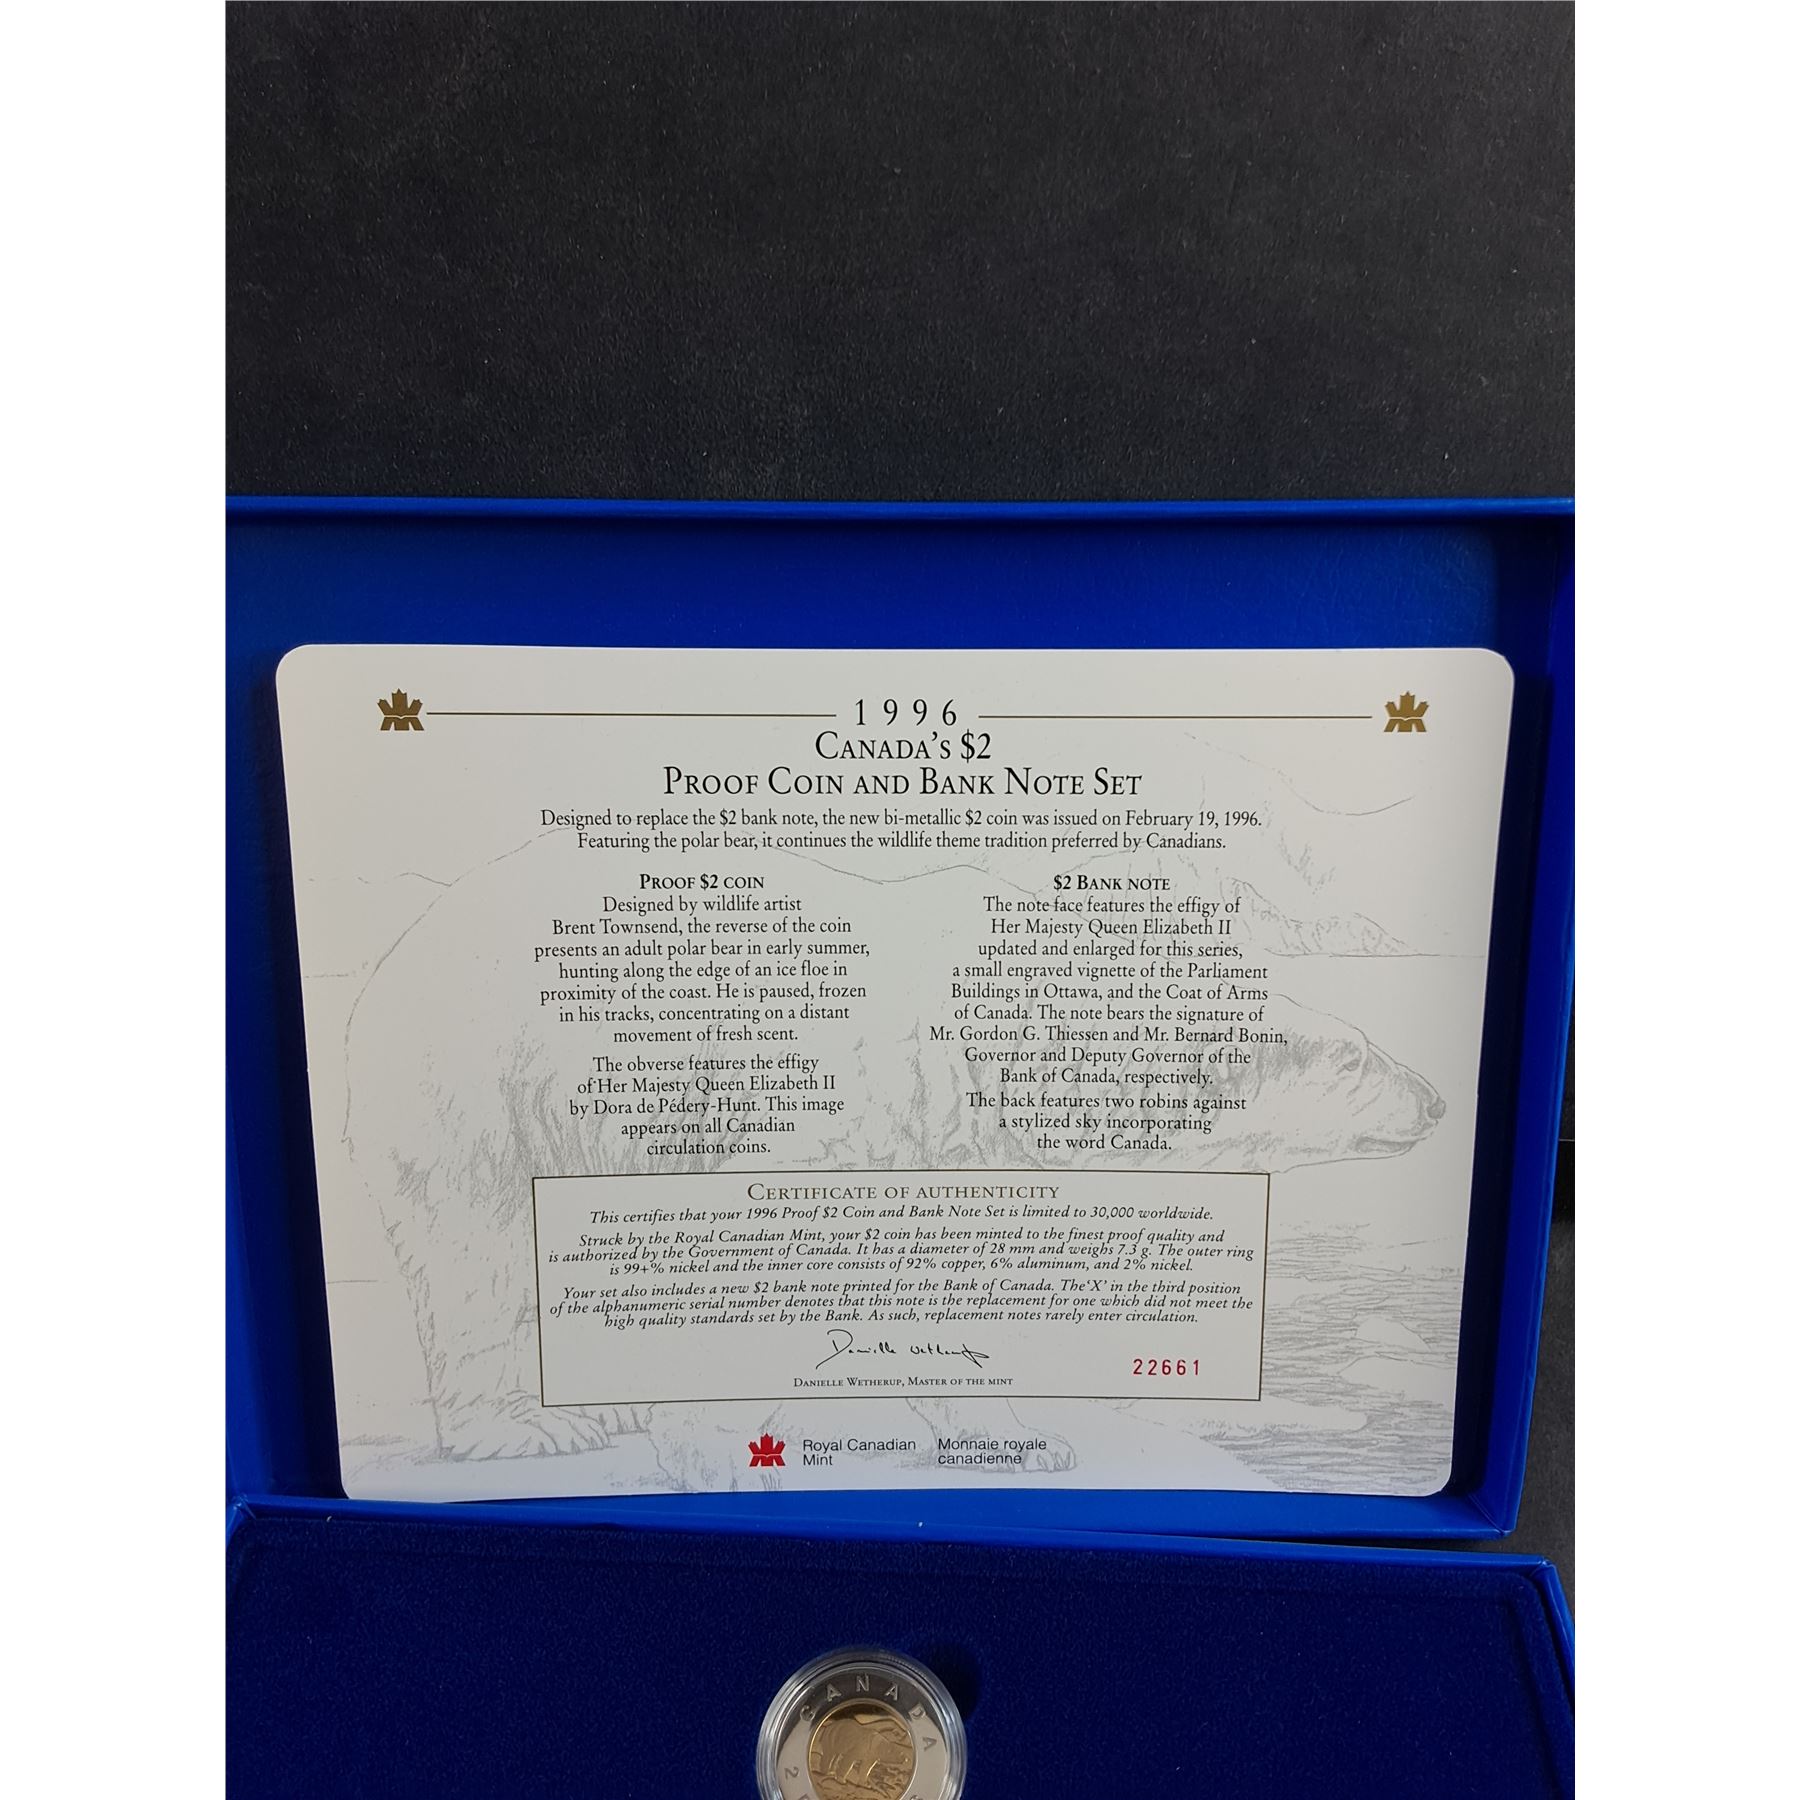 1996
CANADA'S $2
PROOF COIN AND BANK NOTE SET
Designed to replace the $2 bank note, the new bi-metallic $2 coin was issued on February 19, 1996.
Featuring the polar bear, it continues the wildlife theme tradition preferred by Canadians.
PROOF $2 COIN
Designed by wildlife artist
Brent Townsend, the reverse of the coin
presents an adult polar bear in early summer,
hunting along the edge of an ice floe in
proximity of the coast. He is paused, frozen
in his tracks, concentrating on a distant
movement of fresh scent.
The obverse features the effigy
of Her Majesty Queen Elizabeth II
by Dora de Pédery-Hunt. This image
appears on all Canadian
circulation coins.
$2 BANK NOTE
The note face features the effigy of
Her Majesty Queen Elizabeth II
updated and enlarged for this series,
a small engraved vignette of the Parliament
Buildings in Ottawa, and the Coat of Arms
of Canada. The note bears the signature of
Mr. Gordon G. Thiessen and Mr. Bernard Bonin,
Governor and Deputy Governor of the
Bank of Canada, respectively.
The back features two robins against
a stylized sky incorporating
the word Canada.
CERTIFICATE OF AUTHENTICITY
This certifies that your 1996 Proof $2 Coin and Bank Note Set is limited to 30,000 worldwide.
Struck by the Royal Canadian Mint, your $2 coin has been minted to the finest proof quality and
is authorized by the Government of Canada. It has a diameter of 28 mm and weighs 7.3 g. The outer ring
is 99+% nickel and the inner core consists of 92% copper, 6% aluminum, and 2% nickel.
Your set also includes a new $2 bank note printed for the Bank of Canada. The 'X' in the third position
of the alphanumeric serial number denotes that this note is the replacement for one which did not meet the
high quality standards set by the Bank. As such, replacement notes rarely enter circulation.
Danielle Wetherup
DANIELLE WETHERUP, MASTER OF THE MINT
22661
Royal Canadian
Mint
Monnaie royale
canadienne
CANADA
2